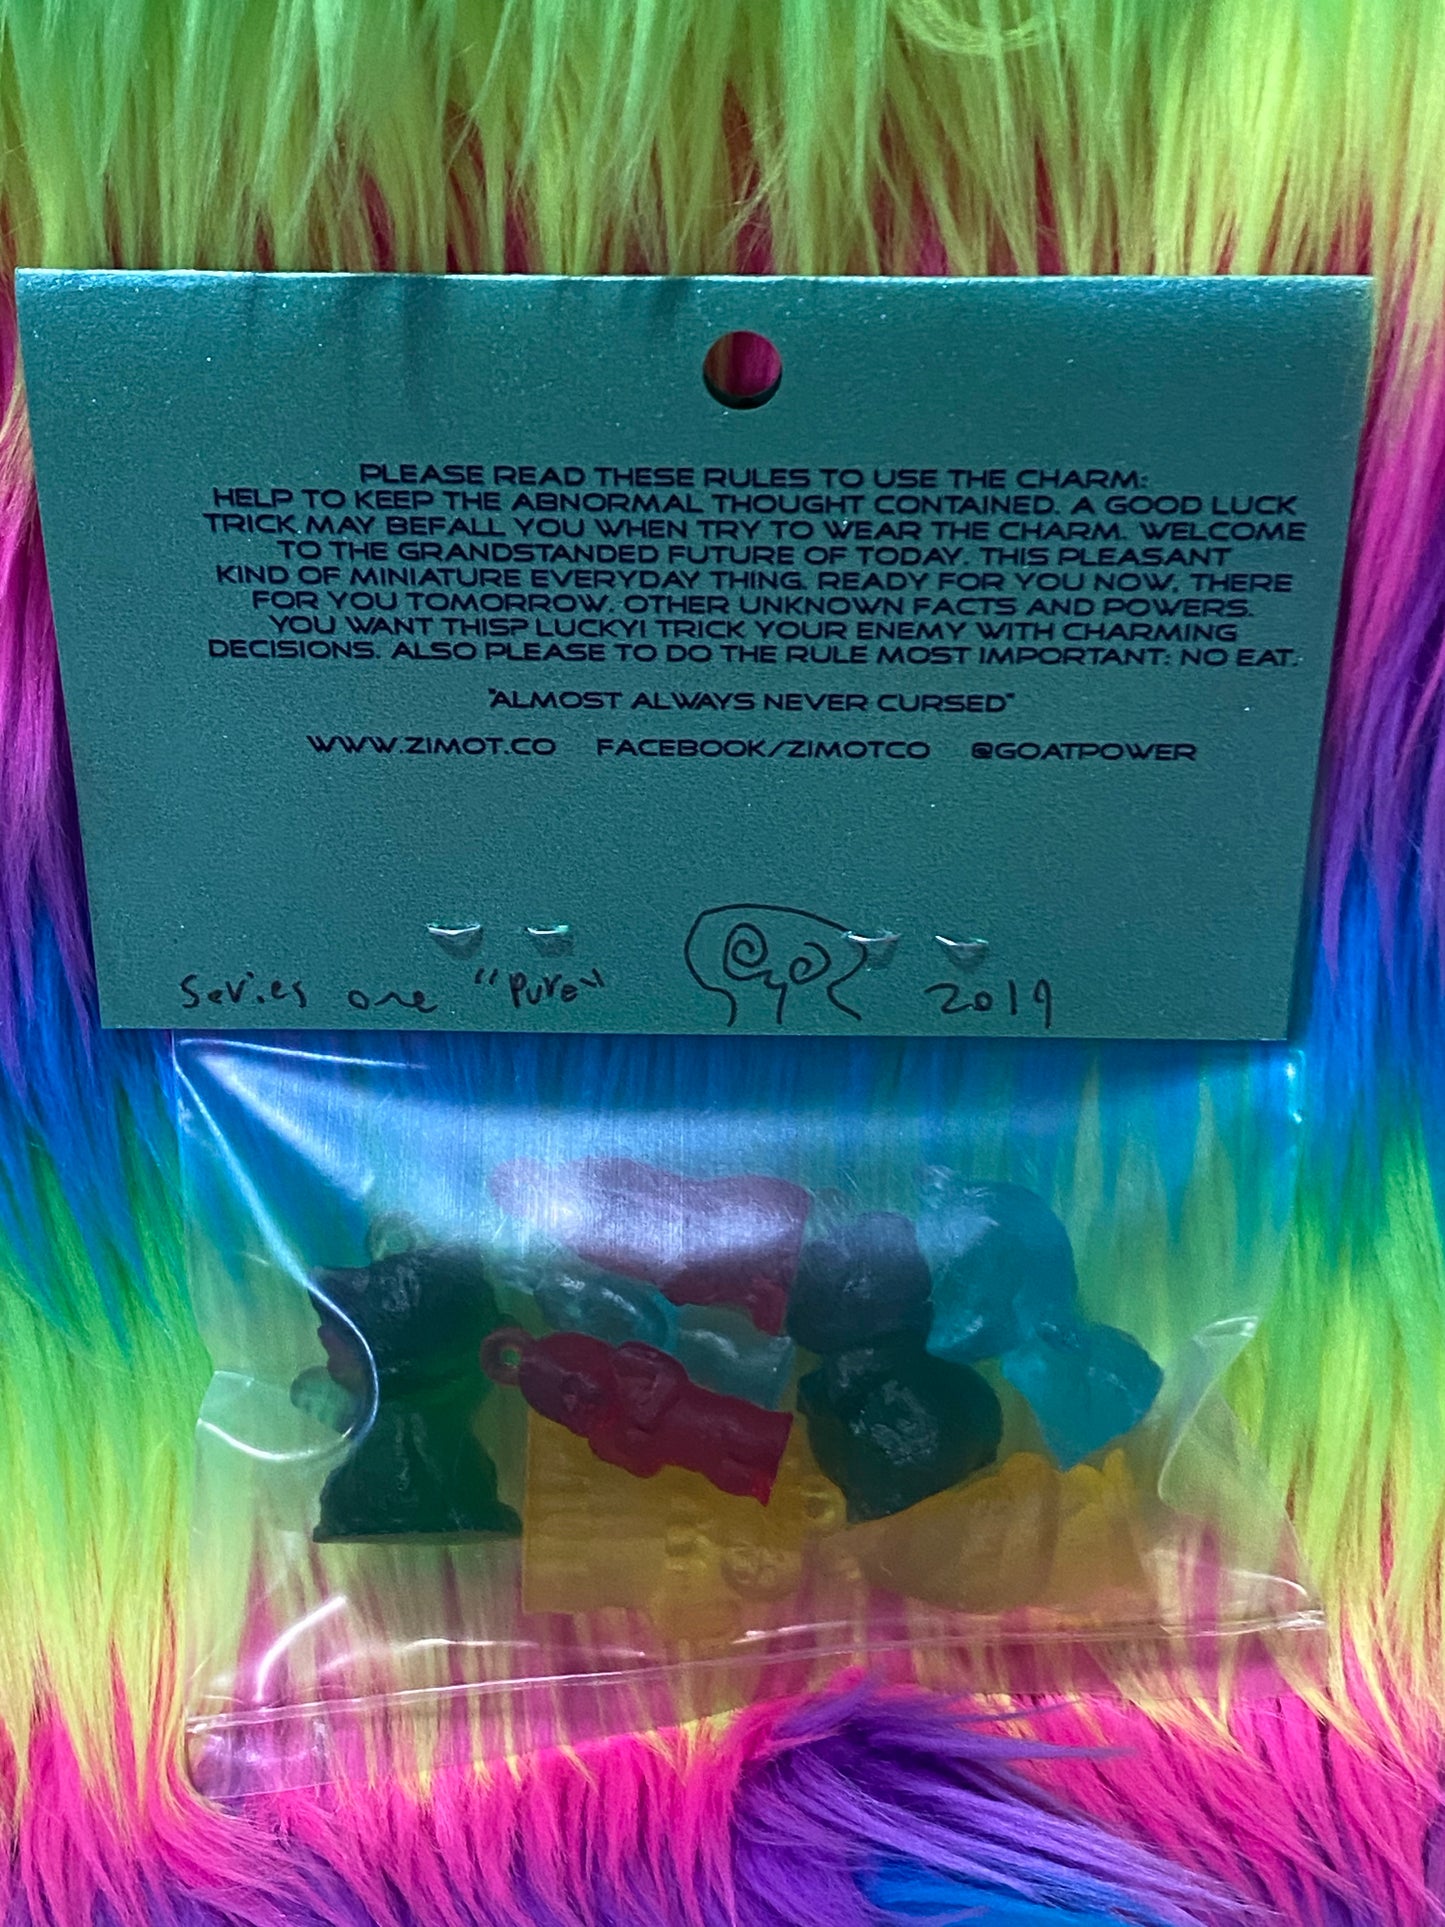 PLEASE READ THESE RULES TO USE THE CHARM:
HELP TO KEEP THE ABNORMAL THOUGHT CONTAINED. A GOOD LUCK
TRICK MAY BEFALL YOU WHEN TRY TO WEAR THE CHARM. WELCOME
TO THE GRANDSTANDED FUTURE OF TODAY. THIS PLEASANT
KIND OF MINIATURE EVERYDAY THING. READY FOR YOU NOW, THERE
FOR YOU TOMORROW. OTHER UNKNOWN FACTS AND POWERS.
YOU WANT THIS? LUCKY! TRICK YOUR ENEMY WITH CHARMING
DECISIONS. ALSO PLEASE TO DO THE RULE MOST IMPORTANT: NO EAT.
"ALMOST ALWAYS NEVER CURSED"
WWW.ZIMOT.CO FACEBOOK/ZIMOTCO @GOATPOWER
Series one "Pure" 2019